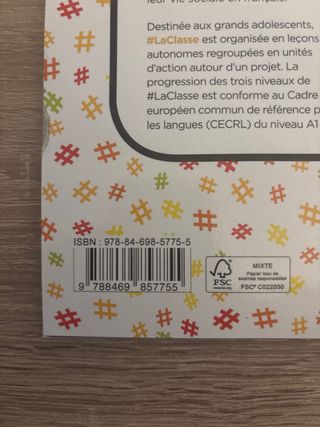 leur vie sociale en français,
Destinée aux grands adolescents,
#LaClasse est organisée en leçons
autonomes regroupées en unités
d'action autour d'un projet. La
progression des trois niveaux de
#LaClasse est conforme au Cadre
européen commun de référence p
les langues (CECRL) du niveau A1
ISBN : 978-84-698-5775-5
9 788469 857755
FSC
www.fsc.org
MIXTE
Papier issu de
sources responsables
FSC® C022030